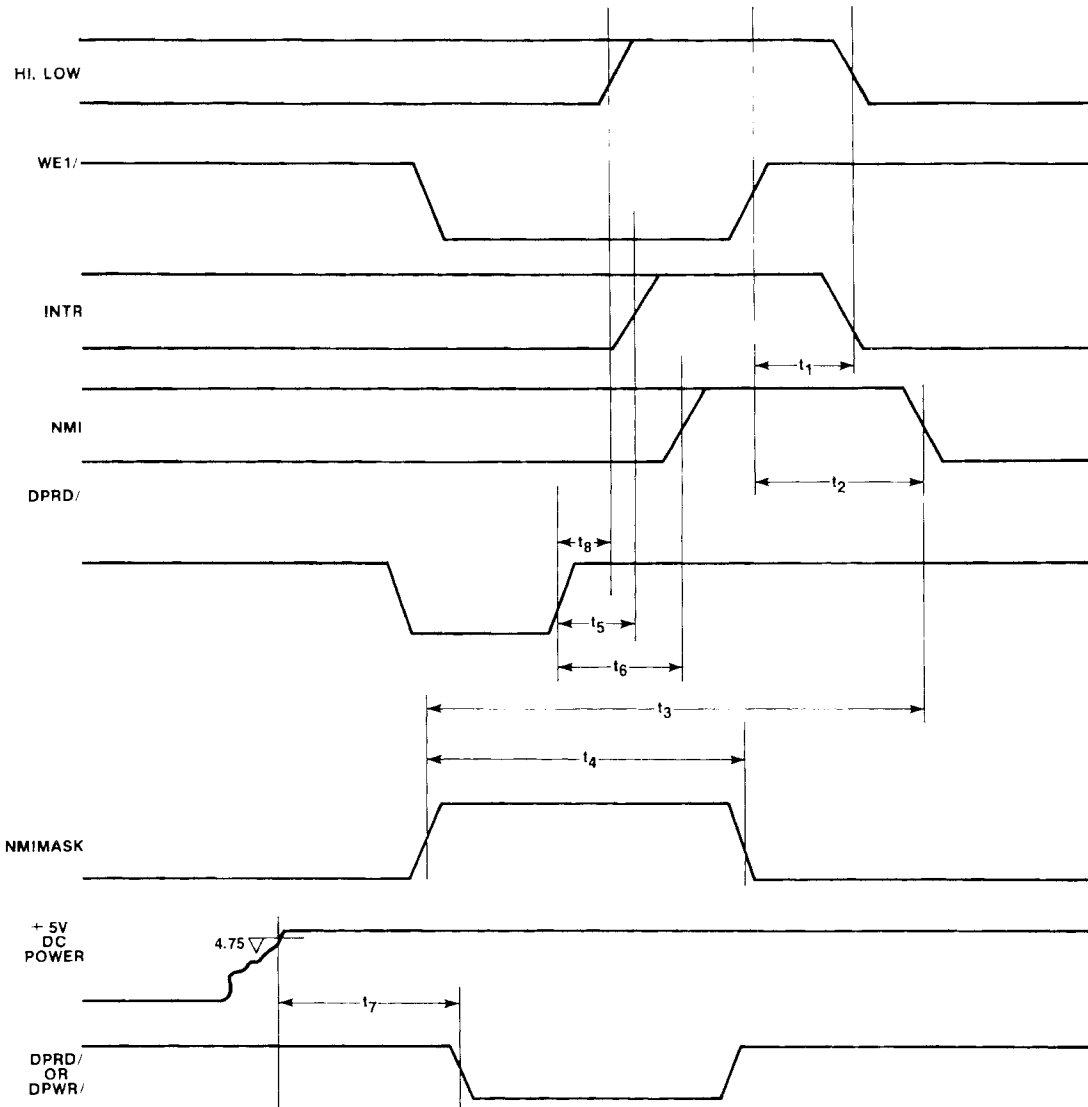 HI, LOW
WE1/
INTR
t1
NMI
t2
DPRD/
t8
t5
t6
t3
t4
NMIMASK
+ 5V
DC
POWER
4.75
t7
DPRD/
OR
DPWR/